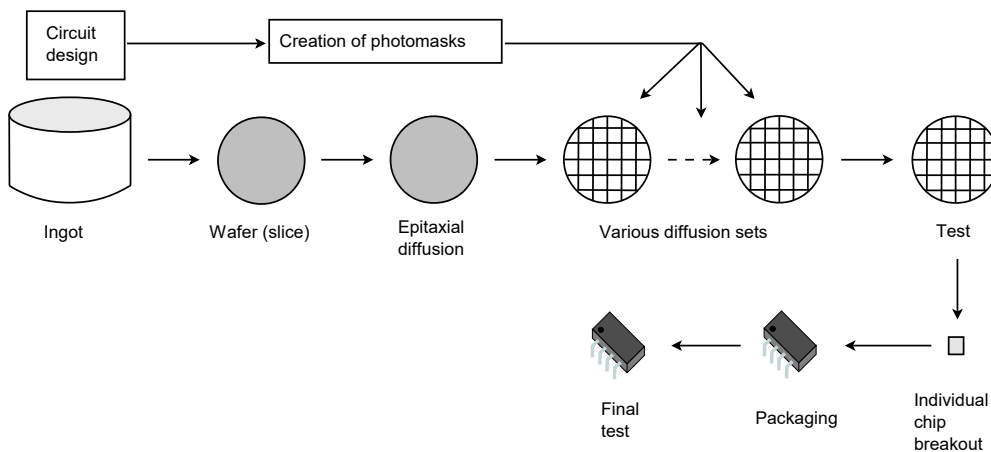 Circuit
design
Creation of photomasks
Ingot
Wafer (slice)
Epitaxial
diffusion
Various diffusion sets
Test
Final
test
Packaging
Individual
chip
breakout